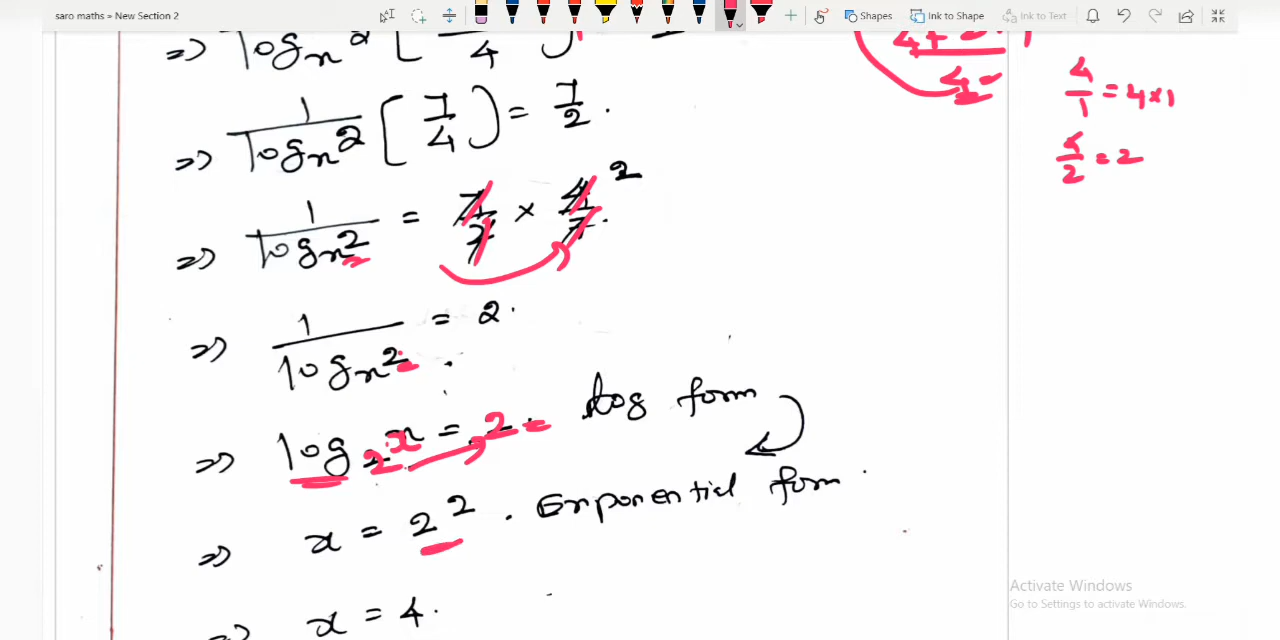 saro maths > New Section 2
Shapes Ink to Shape Ink to Text
=> 1/log_x 2 [7/4] = 7/2.
4/1 = 4×1
4/2 = 2
=> 1/log_x 2 = 7/2 × 4/7. 2
=> 1/log_x 2 = 2.
=> log_2 x = 2 log form
=> x = 2². Exponential form.
=> x = 4.
Activate Windows
Go to Settings to activate Windows.